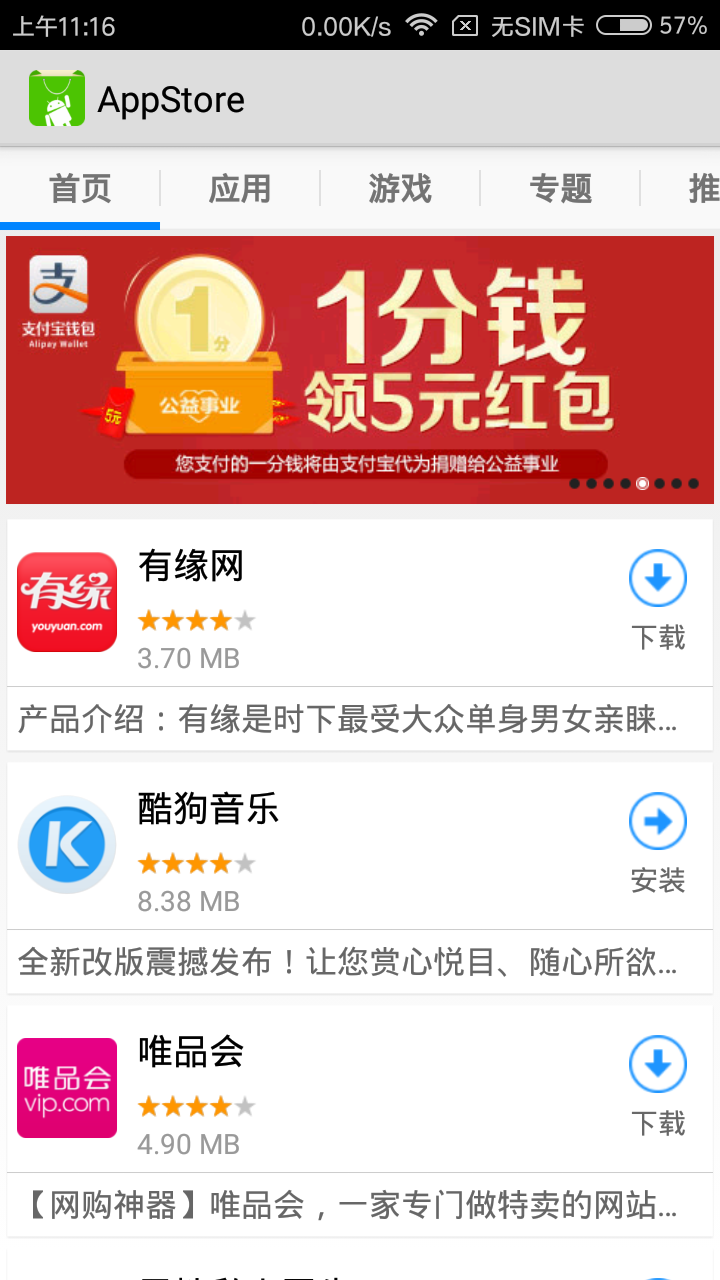 上午11:16 0.00K/s 无SIM卡 57%
AppStore
首页 应用 游戏 专题 推
支付宝钱包
Alipay Wallet
1分
公益事业
5元
1分钱
领5元红包
您支付的一分钱将由支付宝代为捐赠给公益事业
有缘
youyuan.com
有缘网
3.70 MB
下载
产品介绍：有缘是时下最受大众单身男女亲睐...
K
酷狗音乐
8.38 MB
安装
全新改版震撼发布！让您赏心悦目、随心所欲...
唯品会
vip.com
唯品会
4.90 MB
下载
【网购神器】唯品会，一家专门做特卖的网站...